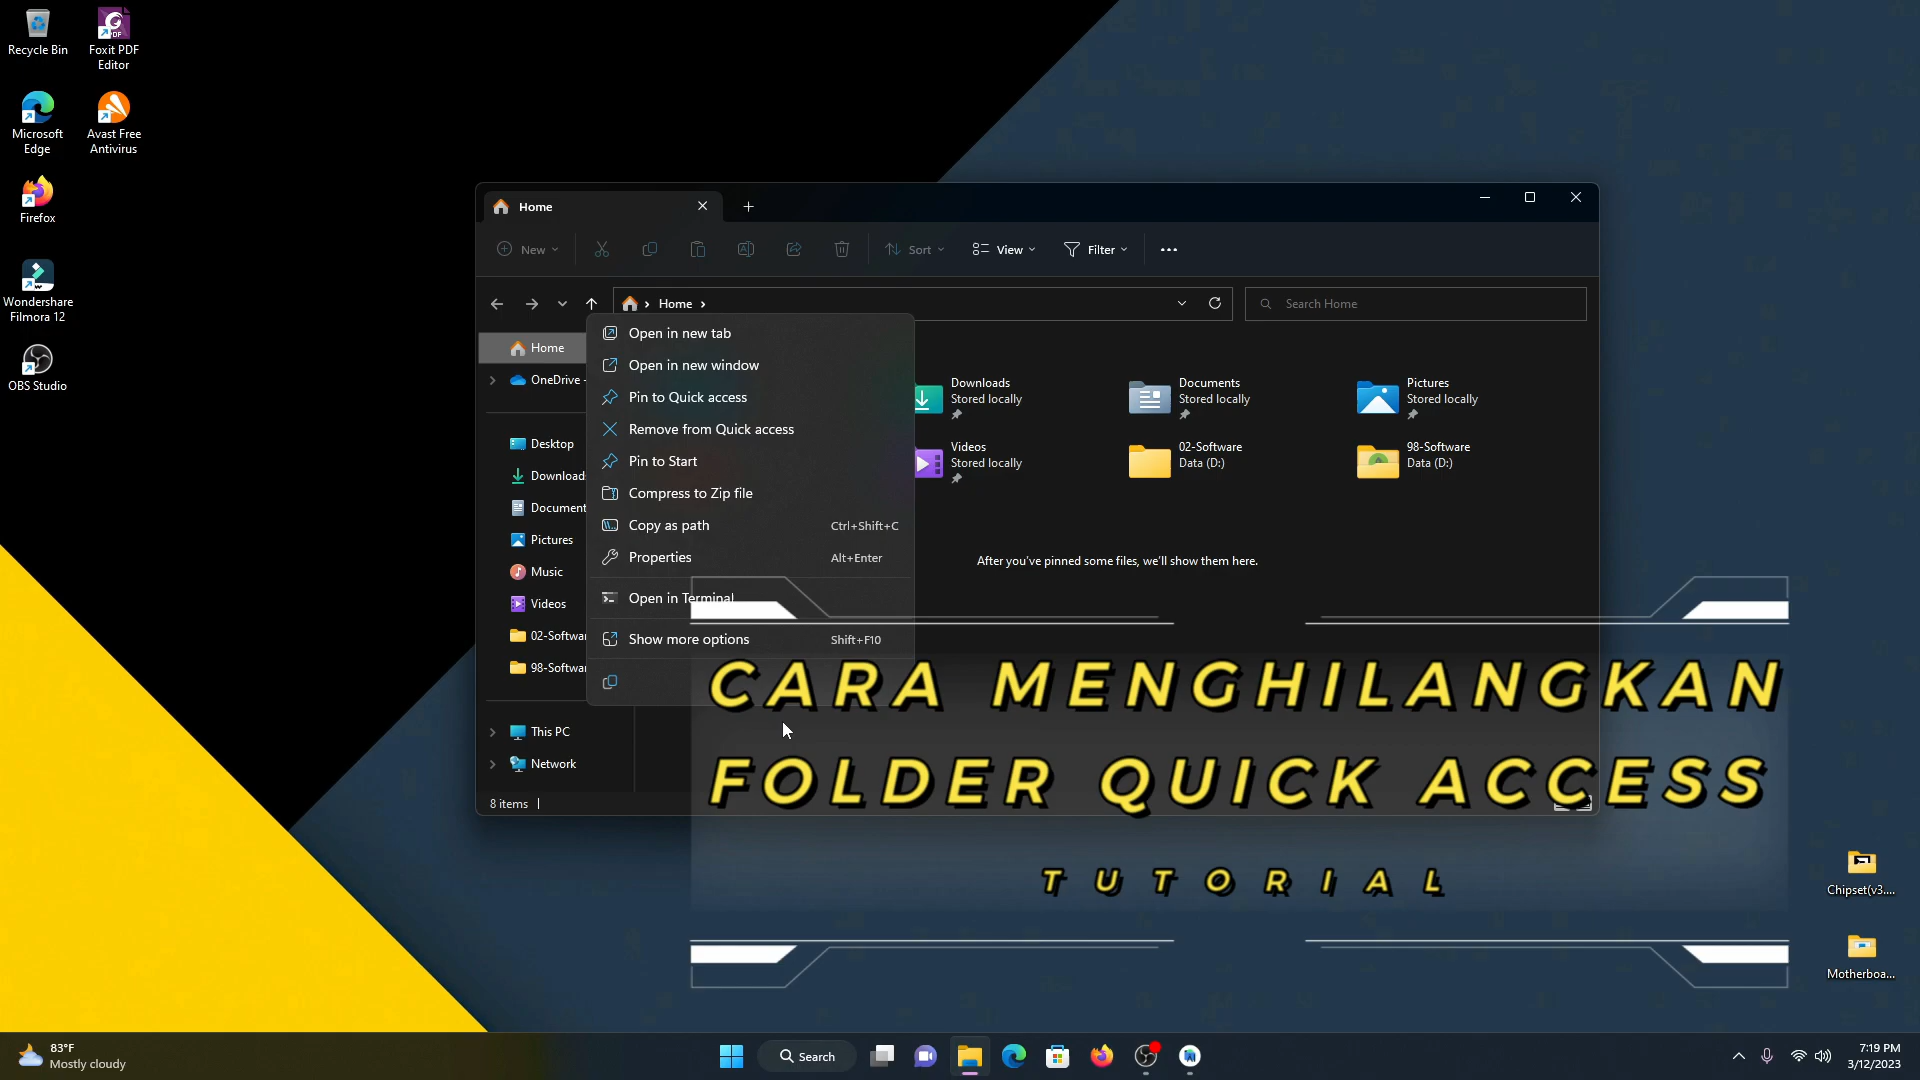 Recycle Bin
Foxit PDF
Editor
Microsoft
Edge
Avast Free
Antivirus
Firefox
Wondershare
Filmora 12
OBS Studio
Home
New
Sort
View
Filter
Home
Search Home
Home
OneDrive -
Desktop
Download
Document
Pictures
Music
Videos
02-Softwa
98-Softwa
This PC
Network
8 items
Open in new tab
Open in new window
Pin to Quick access
Remove from Quick access
Pin to Start
Compress to Zip file
Copy as path Ctrl+Shift+C
Properties Alt+Enter
Open in Terminal
Show more options Shift+F10
Downloads
Stored locally
Documents
Stored locally
Pictures
Stored locally
Videos
Stored locally
02-Software
Data (D:)
98-Software
Data (D:)
After you've pinned some files, we'll show them here.
CARA MENGHILANGKAN
FOLDER QUICK ACCESS
TUTORIAL
Chipset(v3....
Motherboa...
83°F
Mostly cloudy
Search
7:19 PM
3/12/2023